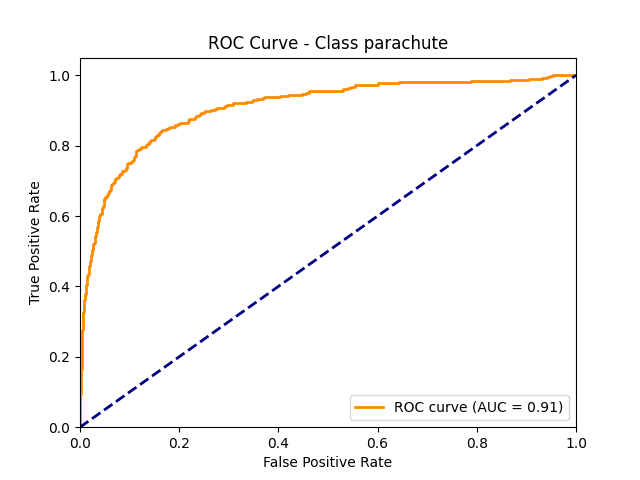 ROC Curve - Class parachute
True Positive Rate
1.0
0.8
0.6
0.4
0.2
0.0
0.0 0.2 0.4 0.6 0.8 1.0
False Positive Rate
ROC curve (AUC = 0.91)